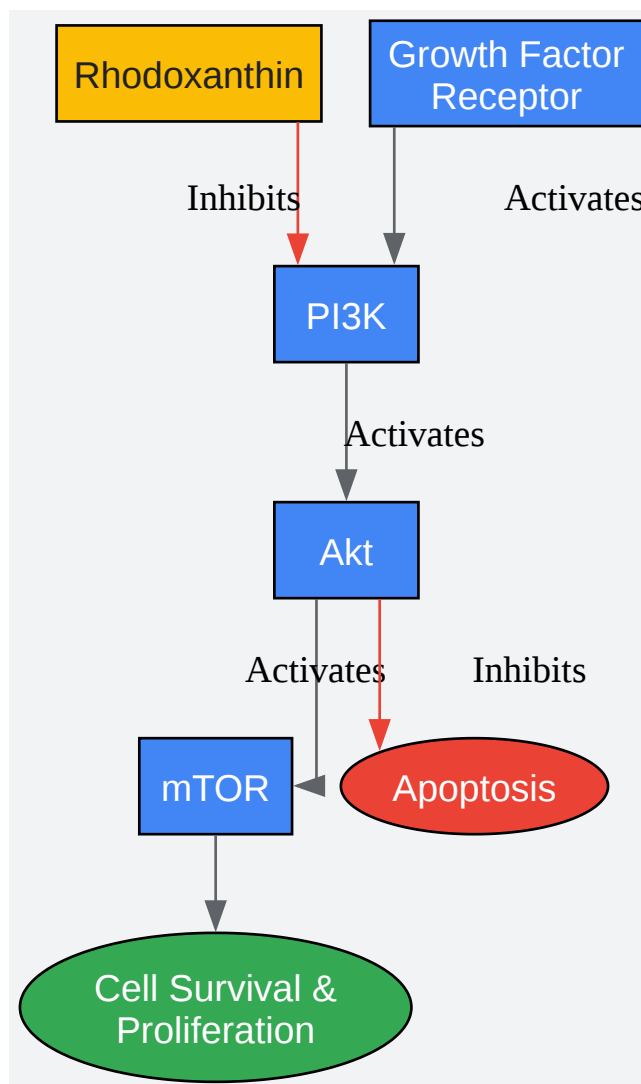 Rhodoxanthin
Growth Factor
Receptor
Inhibits
Activates
PI3K
Activates
Akt
Activates
Inhibits
mTOR
Apoptosis
Cell Survival &
Proliferation